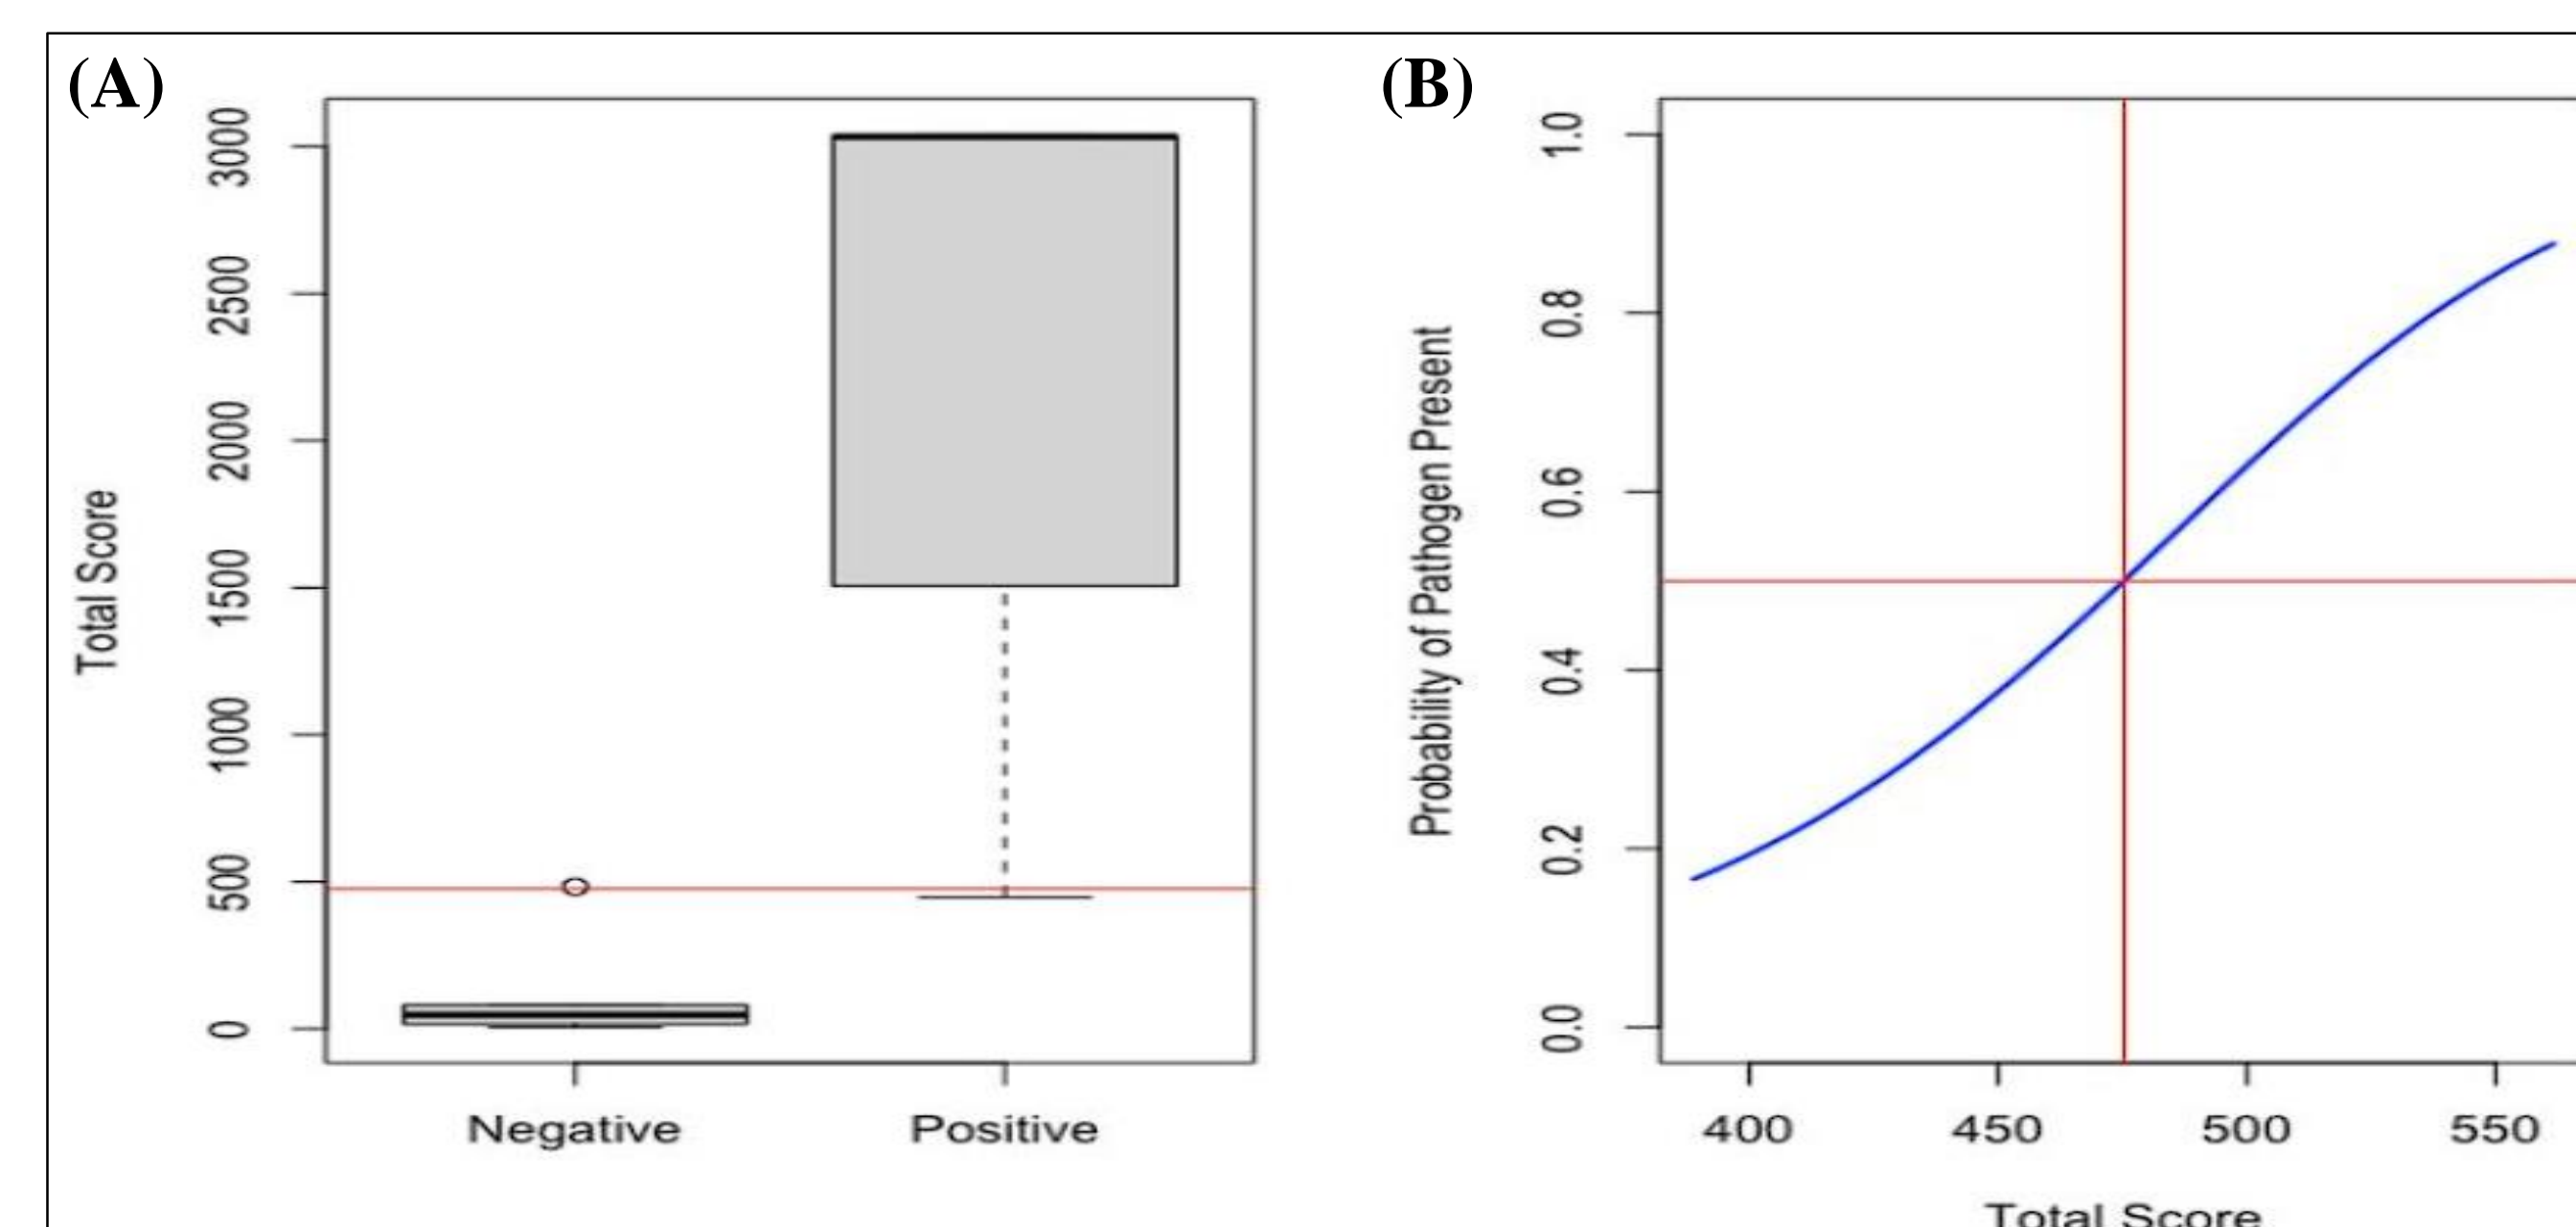 (A)
Total Score
3000
2500
2000
1500
1000
500
0
Negative Positive
(B)
Probability of Pathogen Present
1.0
0.8
0.6
0.4
0.2
0.0
400 450 500 550
Total Score